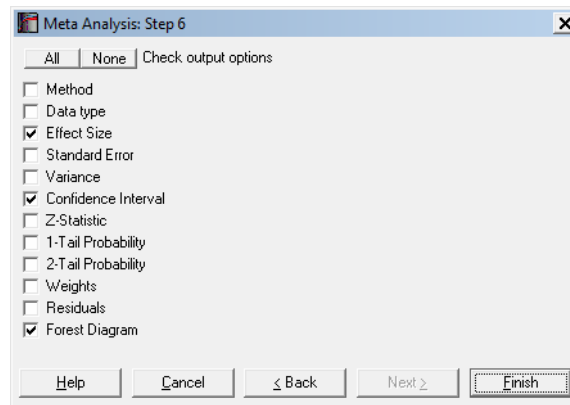 Meta Analysis: Step 6
All None Check output options
Method
Data type
Effect Size
Standard Error
Variance
Confidence Interval
Z-Statistic
1-Tail Probability
2-Tail Probability
Weights
Residuals
Forest Diagram
Help Cancel < Back Next > Finish